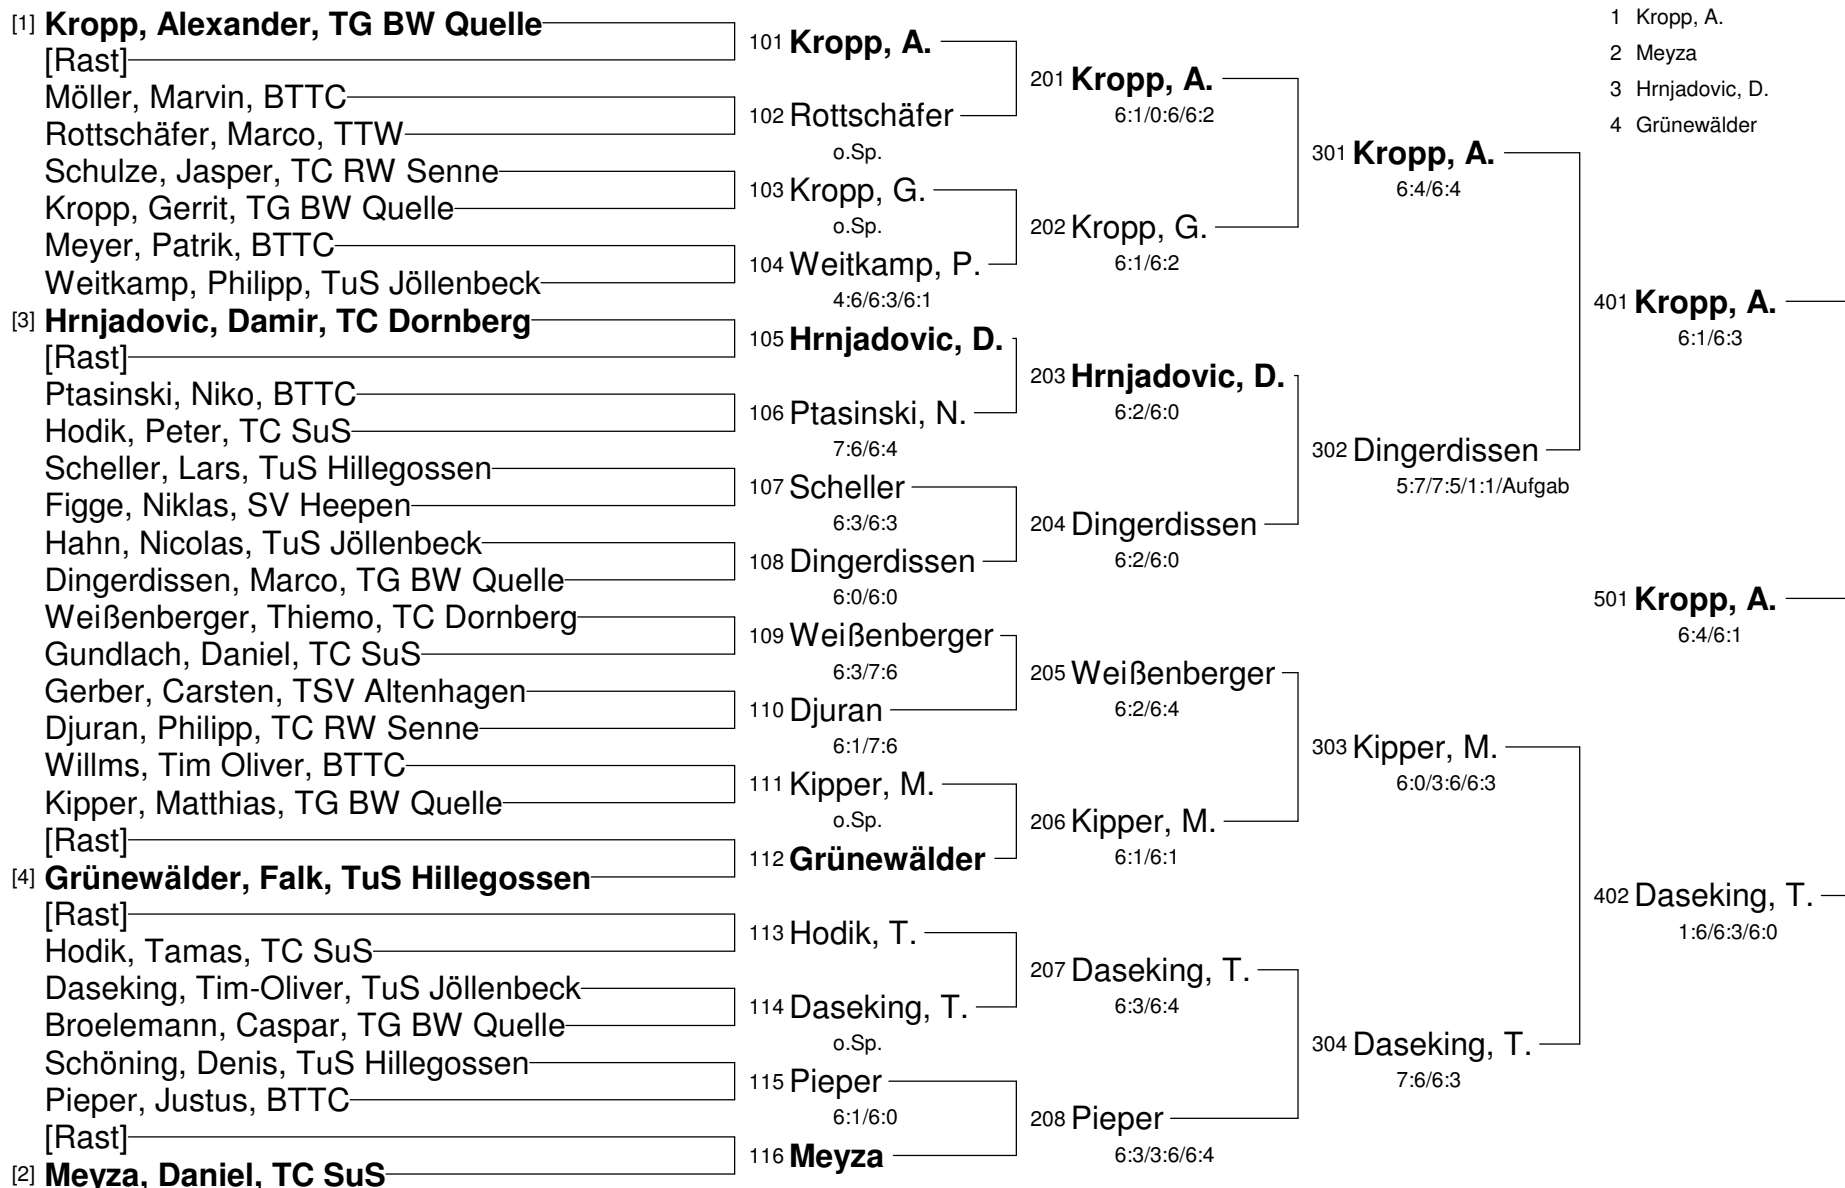 [1] Kropp, Alexander, TG BW Quelle
[Rast]
Möller, Marvin, BTTC
Rottschäfer, Marco, TTW
Schulze, Jasper, TC RW Senne
Kropp, Gerrit, TG BW Quelle
Meyer, Patrik, BTTC
Weitkamp, Philipp, TuS Jöllenbeck
[3] Hrnjadovic, Damir, TC Dornberg
[Rast]
Ptasinski, Niko, BTTC
Hodik, Peter, TC SuS
Scheller, Lars, TuS Hillegossen
Figge, Niklas, SV Heepen
Hahn, Nicolas, TuS Jöllenbeck
Dingerdissen, Marco, TG BW Quelle
Weißenberger, Thiemo, TC Dornberg
Gundlach, Daniel, TC SuS
Gerber, Carsten, TSV Altenhagen
Djuran, Philipp, TC RW Senne
Willms, Tim Oliver, BTTC
Kipper, Matthias, TG BW Quelle
[Rast]
[4] Grünewälder, Falk, TuS Hillegossen
[Rast]
Hodik, Tamas, TC SuS
Daseking, Tim-Oliver, TuS Jöllenbeck
Broelemann, Caspar, TG BW Quelle
Schöning, Denis, TuS Hillegossen
Pieper, Justus, BTTC
[Rast]
[2] Meyza, Daniel, TC SuS
101 Kropp, A.
102 Rottschäfer
o.Sp.
103 Kropp, G.
o.Sp.
104 Weitkamp, P.
4:6/6:3/6:1
105 Hrnjadovic, D.
106 Ptasinski, N.
7:6/6:4
107 Scheller
6:3/6:3
108 Dingerdissen
6:0/6:0
109 Weißenberger
6:3/7:6
110 Djuran
6:1/7:6
111 Kipper, M.
o.Sp.
112 Grünewälder
113 Hodik, T.
114 Daseking, T.
o.Sp.
115 Pieper
6:1/6:0
116 Meyza
201 Kropp, A.
6:1/0:6/6:2
202 Kropp, G.
6:1/6:2
203 Hrnjadovic, D.
6:2/6:0
204 Dingerdissen
6:2/6:0
205 Weißenberger
6:2/6:4
206 Kipper, M.
6:1/6:1
207 Daseking, T.
6:3/6:4
208 Pieper
6:3/3:6/6:4
301 Kropp, A.
6:4/6:4
302 Dingerdissen
5:7/7:5/1:1/Aufgab
303 Kipper, M.
6:0/3:6/6:3
304 Daseking, T.
7:6/6:3
1 Kropp, A.
2 Meyza
3 Hrnjadovic, D.
4 Grünewälder
401 Kropp, A.
6:1/6:3
501 Kropp, A.
6:4/6:1
402 Daseking, T.
1:6/6:3/6:0